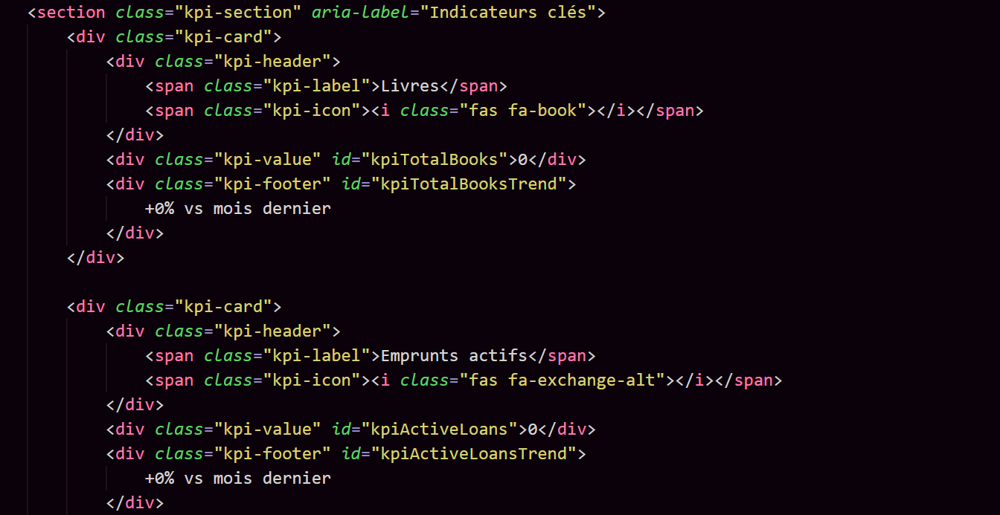 <section class="kpi-section" aria-label="Indicateurs clés">
<div class="kpi-card">
<div class="kpi-header">
<span class="kpi-label">Livres</span>
<span class="kpi-icon"><i class="fas fa-book"></i></span>
</div>
<div class="kpi-value" id="kpiTotalBooks">0</div>
<div class="kpi-footer" id="kpiTotalBooksTrend">
+0% vs mois dernier
</div>
</div>
<div class="kpi-card">
<div class="kpi-header">
<span class="kpi-label">Emprunts actifs</span>
<span class="kpi-icon"><i class="fas fa-exchange-alt"></i></span>
</div>
<div class="kpi-value" id="kpiActiveLoans">0</div>
<div class="kpi-footer" id="kpiActiveLoansTrend">
+0% vs mois dernier
</div>